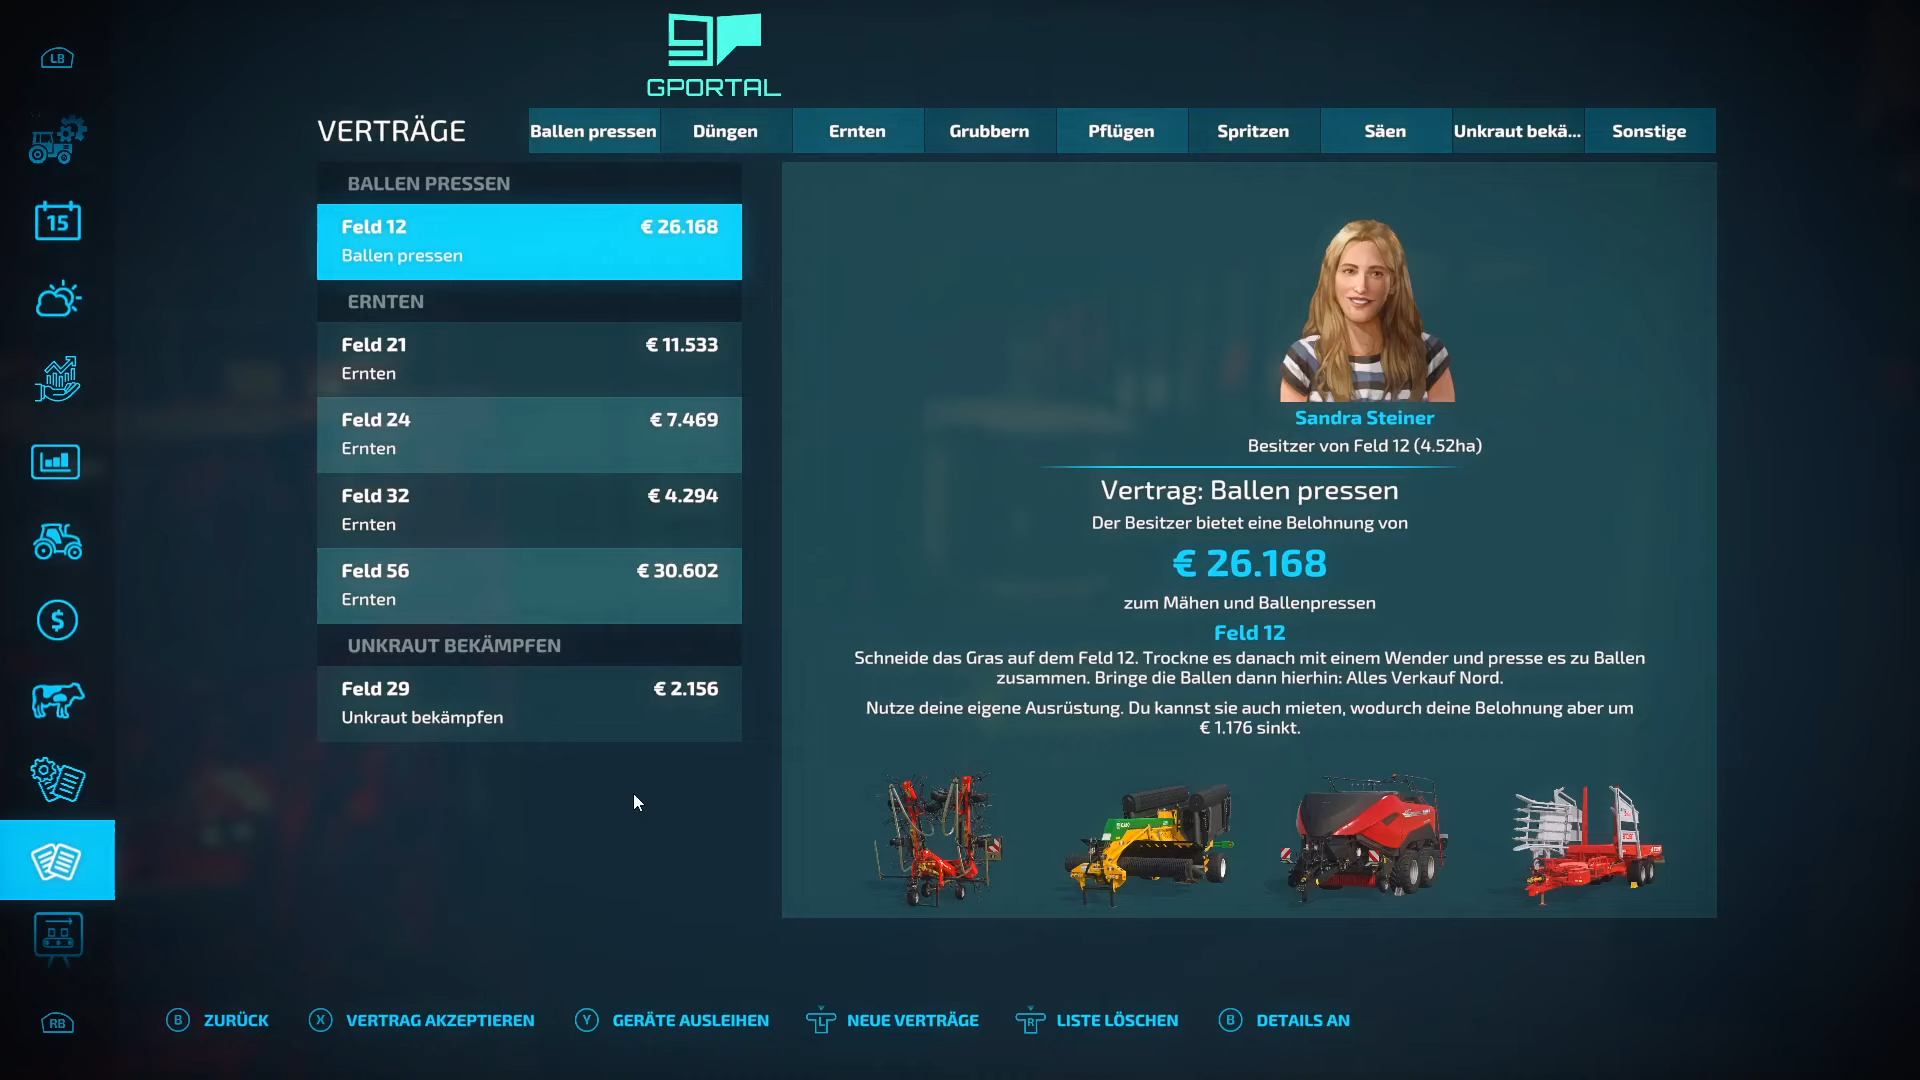 LB
GPORTAL
VERTRÄGE
Ballen pressen
Düngen
Ernten
Grubbern
Pflügen
Spritzen
Säen
Unkraut bekä...
Sonstige
BALLEN PRESSEN
Feld 12 € 26.168
Ballen pressen
ERNTEN
Feld 21 € 11.533
Ernten
Feld 24 € 7.469
Ernten
Feld 32 € 4.294
Ernten
Feld 56 € 30.602
Ernten
UNKRAUT BEKÄMPFEN
Feld 29 € 2.156
Unkraut bekämpfen
15
$
Sandra Steiner
Besitzer von Feld 12 (4.52ha)
Vertrag: Ballen pressen
Der Besitzer bietet eine Belohnung von
€ 26.168
zum Mähen und Ballenpressen
Feld 12
Schneide das Gras auf dem Feld 12. Trockne es danach mit einem Wender und presse es zu Ballen
zusammen. Bringe die Ballen dann hierhin: Alles Verkauf Nord.
Nutze deine eigene Ausrüstung. Du kannst sie auch mieten, wodurch deine Belohnung aber um
€ 1.176 sinkt.
RB
B ZURÜCK
X VERTRAG AKZEPTIEREN
Y GERÄTE AUSLEIHEN
L NEUE VERTRÄGE
R LISTE LÖSCHEN
B DETAILS AN